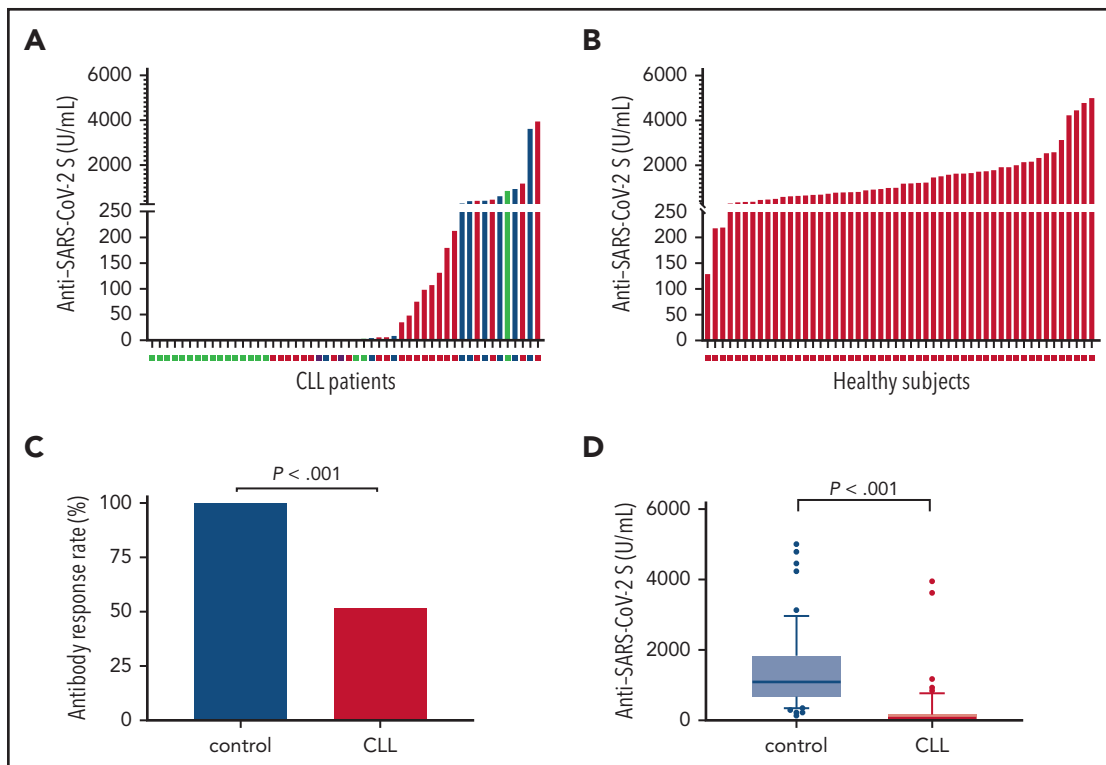 A
Anti–SARS-CoV-2 S (U/mL)
6000
4000
2000
250
200
150
100
50
0
CLL patients
B
Anti–SARS-CoV-2 S (U/mL)
6000
4000
2000
250
200
150
100
50
0
Healthy subjects
C
P < .001
Antibody response rate (%)
100
75
50
25
0
control CLL
D
P < .001
Anti–SARS-CoV-2 S (U/mL)
6000
4000
2000
0
control CLL